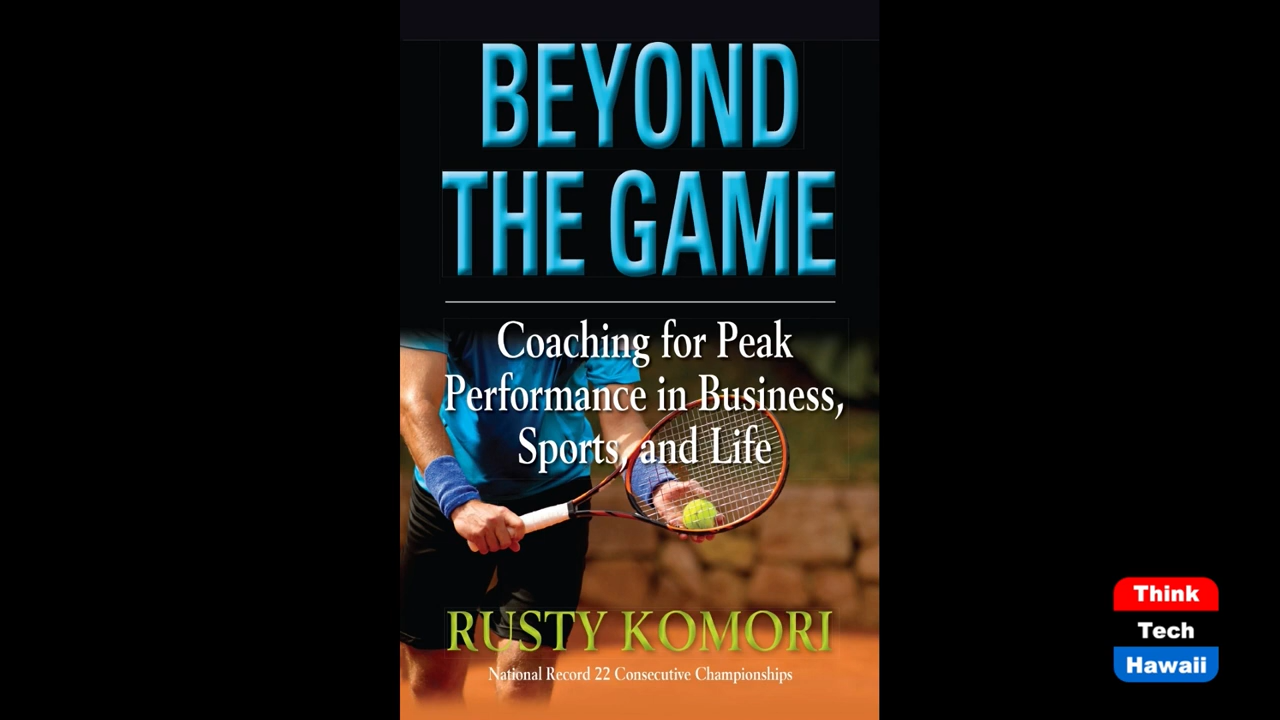 BEYOND
THE GAME
Coaching for Peak
Performance in Business,
Sports, and Life
RUSTY KOMORI
National Record 22 Consecutive Championships
Think
Tech
Hawaii